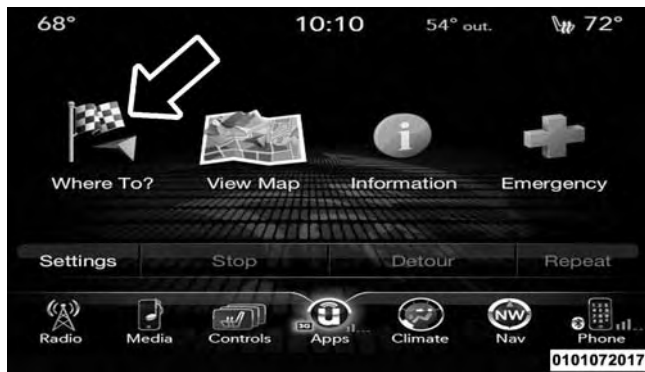 68° 10:10 54° out. 72°
Where To? View Map Information Emergency
Settings Stop Detour Repeat
3G NW
Radio Media Controls Apps Climate Nav Phone
0101072017